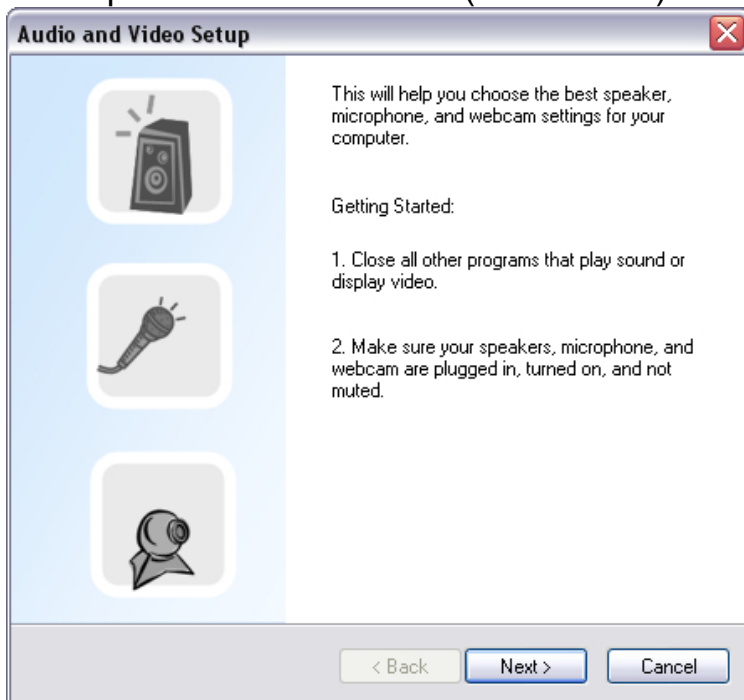 Audio and Video Setup
This will help you choose the best speaker,
microphone, and webcam settings for your
computer.
Getting Started:
1. Close all other programs that play sound or
display video.
2. Make sure your speakers, microphone, and
webcam are plugged in, turned on, and not
muted.
< Back
Next >
Cancel